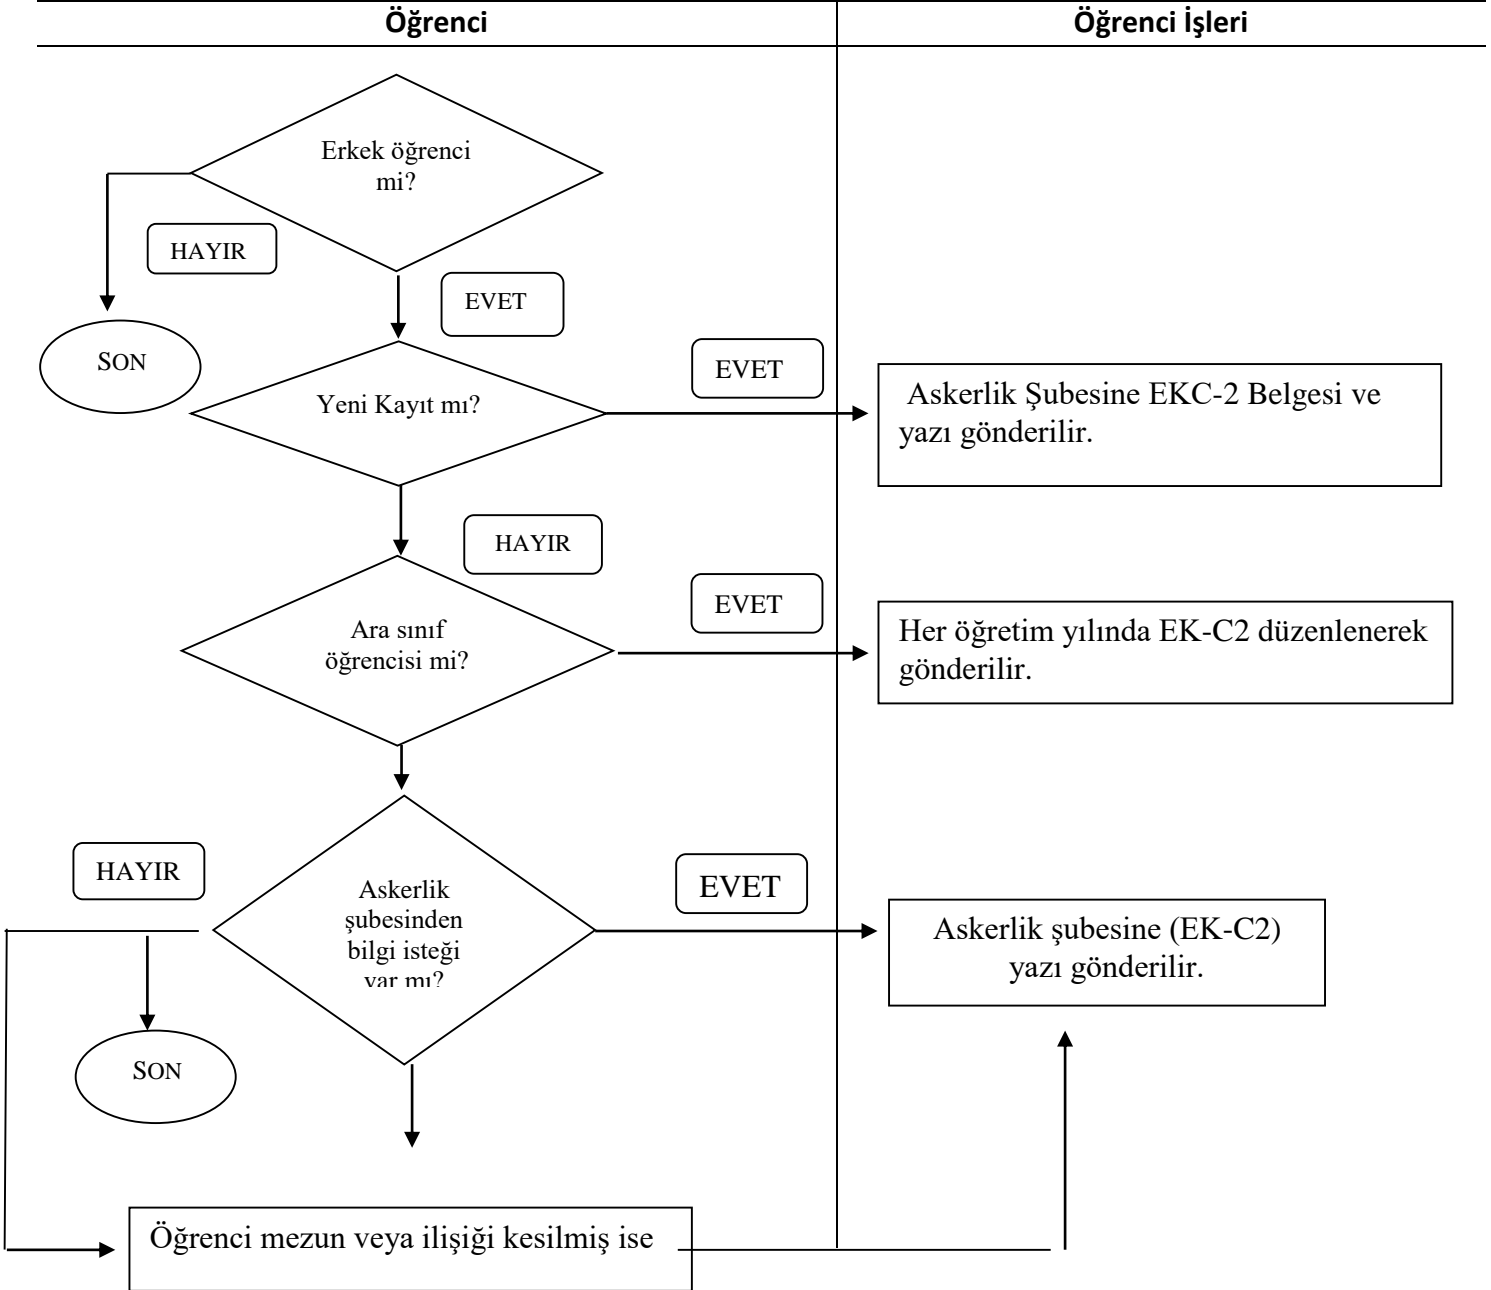 Öğrenci
Öğrenci İşleri
Erkek öğrenci
mi?
HAYIR
EVET
SON
Yeni Kayıt mı?
EVET
Askerlik Şubesine EKC-2 Belgesi ve
yazı gönderilir.
HAYIR
Ara sınıf
öğrencisi mi?
EVET
Her öğretim yılında EK-C2 düzenlenerek
gönderilir.
HAYIR
Askerlik
şubesinden
bilgi isteği
var mı?
EVET
Askerlik şubesine (EK-C2)
yazı gönderilir.
SON
Öğrenci mezun veya ilişiği kesilmiş ise